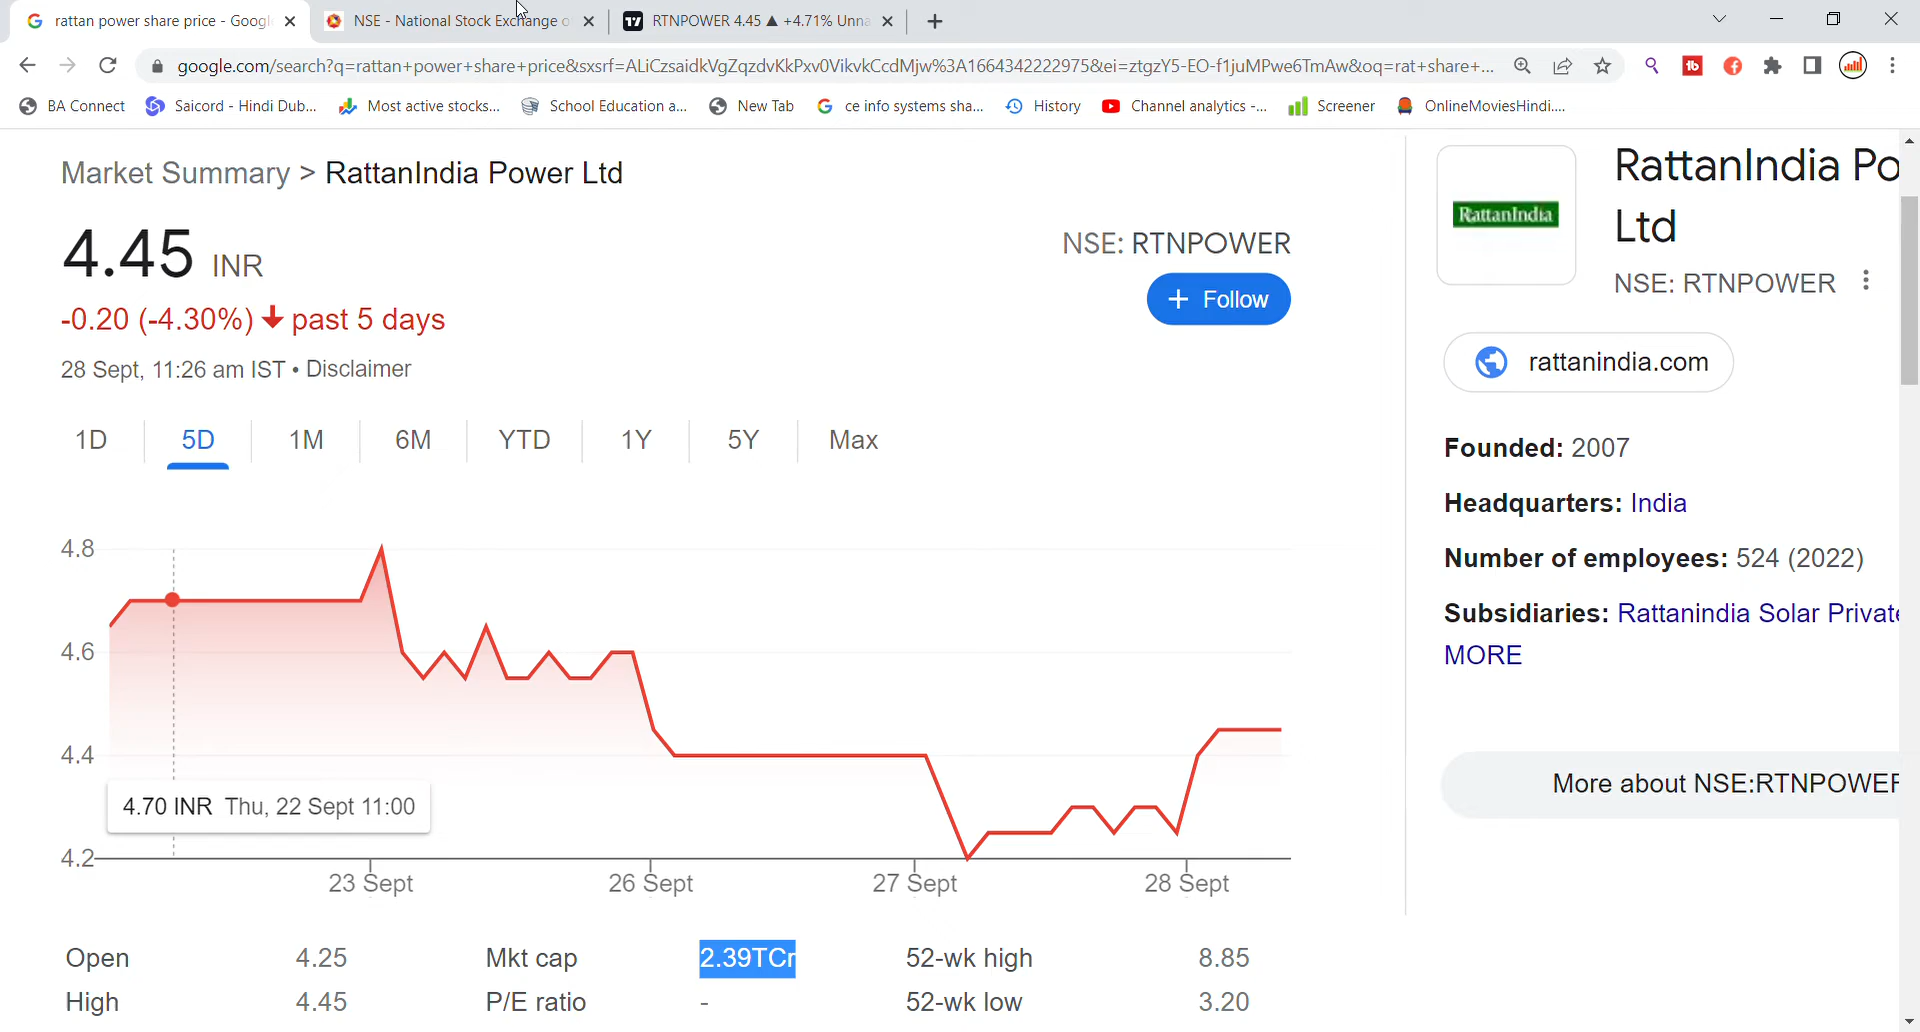 rattan power share price - Googl
NSE - National Stock Exchange o
RTNPOWER 4.45 ▲ +4.71% Unna
google.com/search?q=rattan+power+share+price&sxsrf=ALiCzsaidkVgZqzdvKkPxv0VikvkCcdMjw%3A1664342222975&ei=ztgzY5-EO-f1juMPwe6TmAw&oq=rat+share+...
BA Connect
Saicord - Hindi Dub...
Most active stocks...
School Education a...
New Tab
ce info systems sha...
History
Channel analytics -...
Screener
OnlineMoviesHindi....
Market Summary > RattanIndia Power Ltd
4.45 INR
NSE: RTNPOWER
+ Follow
-0.20 (-4.30%) ↓ past 5 days
28 Sept, 11:26 am IST • Disclaimer
1D 5D 1M 6M YTD 1Y 5Y Max
4.8
4.6
4.4
4.2
4.70 INR Thu, 22 Sept 11:00
23 Sept 26 Sept 27 Sept 28 Sept
Open 4.25 Mkt cap 2.39TCr 52-wk high 8.85
High 4.45 P/E ratio - 52-wk low 3.20
RattanIndia
RattanIndia Po
Ltd
NSE: RTNPOWER
rattanindia.com
Founded: 2007
Headquarters: India
Number of employees: 524 (2022)
Subsidiaries: Rattanindia Solar Private
MORE
More about NSE:RTNPOWER